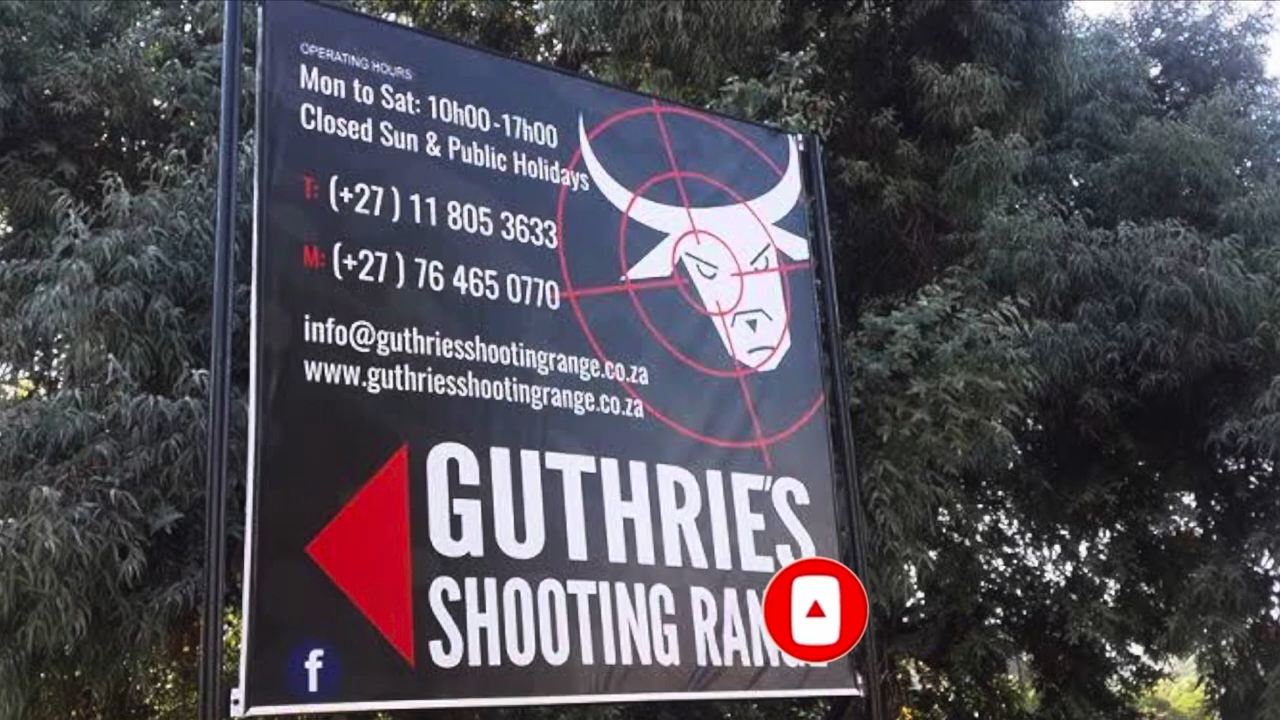 OPERATING HOURS
Mon to Sat: 10h00-17h00
Closed Sun & Public Holidays
T: (+27 ) 11 805 3633
M: (+27 ) 76 465 0770
info@guthriesshootingrange.co.za
www.guthriesshootingrange.co.za
GUTHRIE'S
SHOOTING
f